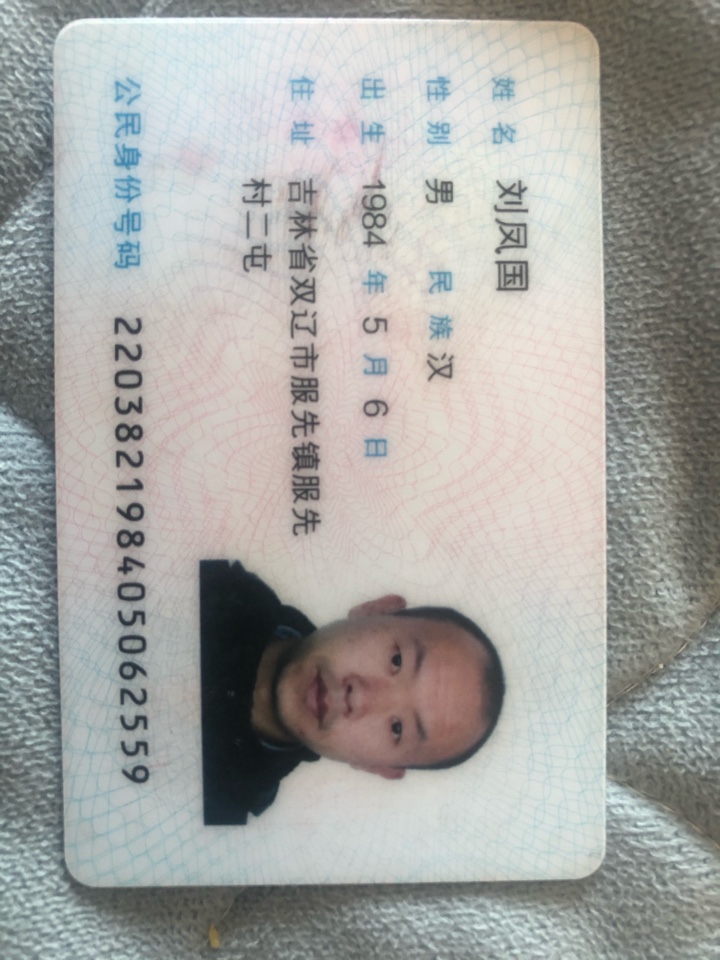 姓名 刘凤国
性别 男 民族 汉
出生 1984 年 5 月 6 日
住址 吉林省双辽市服先镇服先
村二屯
公民身份号码 220382198405062559